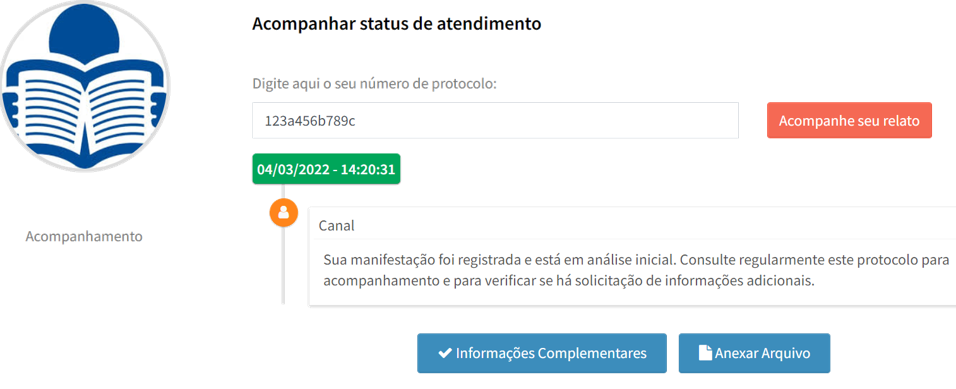 Acompanhar status de atendimento
Digite aqui o seu número de protocolo:
123a456b789c
Acompanhe seu relato
04/03/2022 - 14:20:31
Acompanhamento
Canal
Sua manifestação foi registrada e está em análise inicial. Consulte regularmente este protocolo para
acompanhamento e para verificar se há solicitação de informações adicionais.
Informações Complementares
Anexar Arquivo